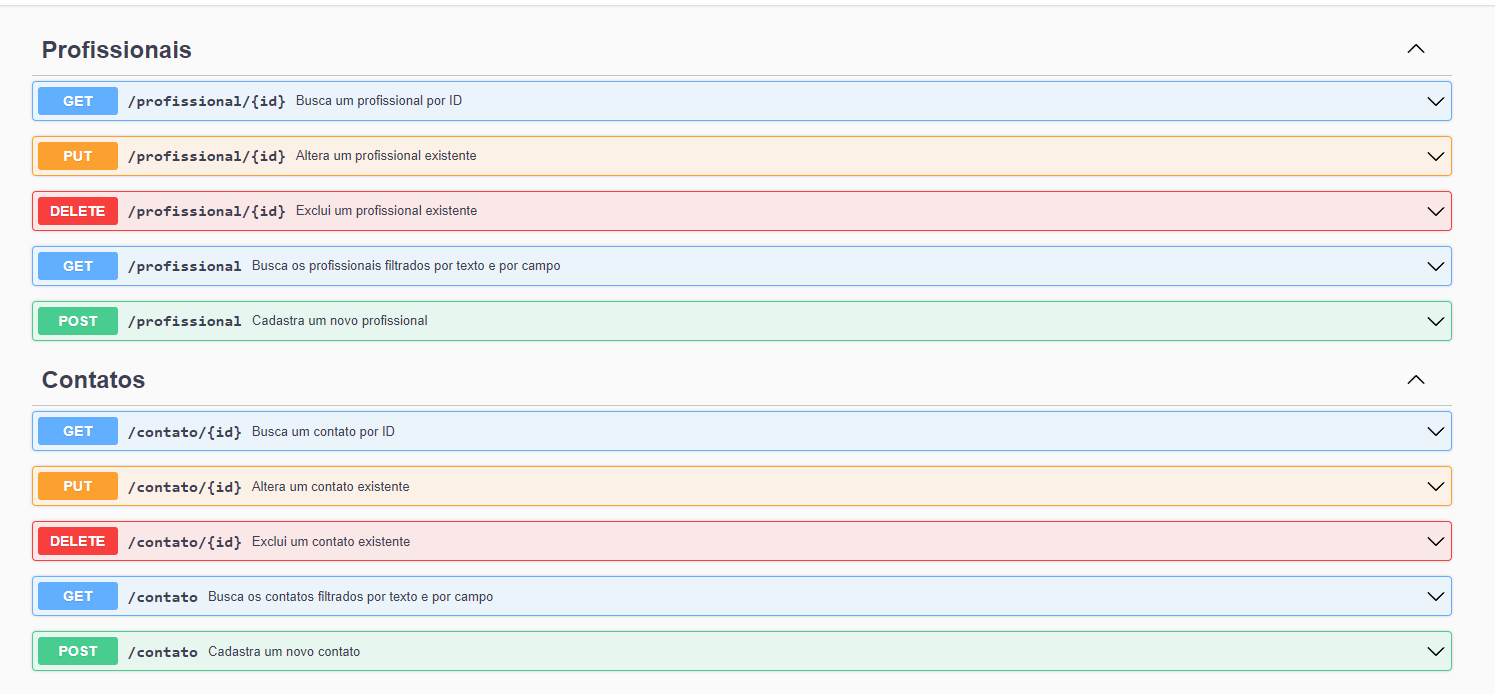 Profissionais
GET /profissional/{id} Busca um profissional por ID
PUT /profissional/{id} Altera um profissional existente
DELETE /profissional/{id} Exclui um profissional existente
GET /profissional Busca os profissionais filtrados por texto e por campo
POST /profissional Cadastra um novo profissional
Contatos
GET /contato/{id} Busca um contato por ID
PUT /contato/{id} Altera um contato existente
DELETE /contato/{id} Exclui um contato existente
GET /contato Busca os contatos filtrados por texto e por campo
POST /contato Cadastra um novo contato